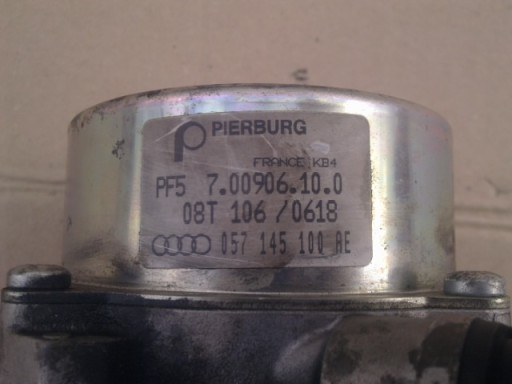 PIERBURG
FRANCE KB4
PF5 7.00906.10.0
08T 106 / 0618
057 145 100 AE